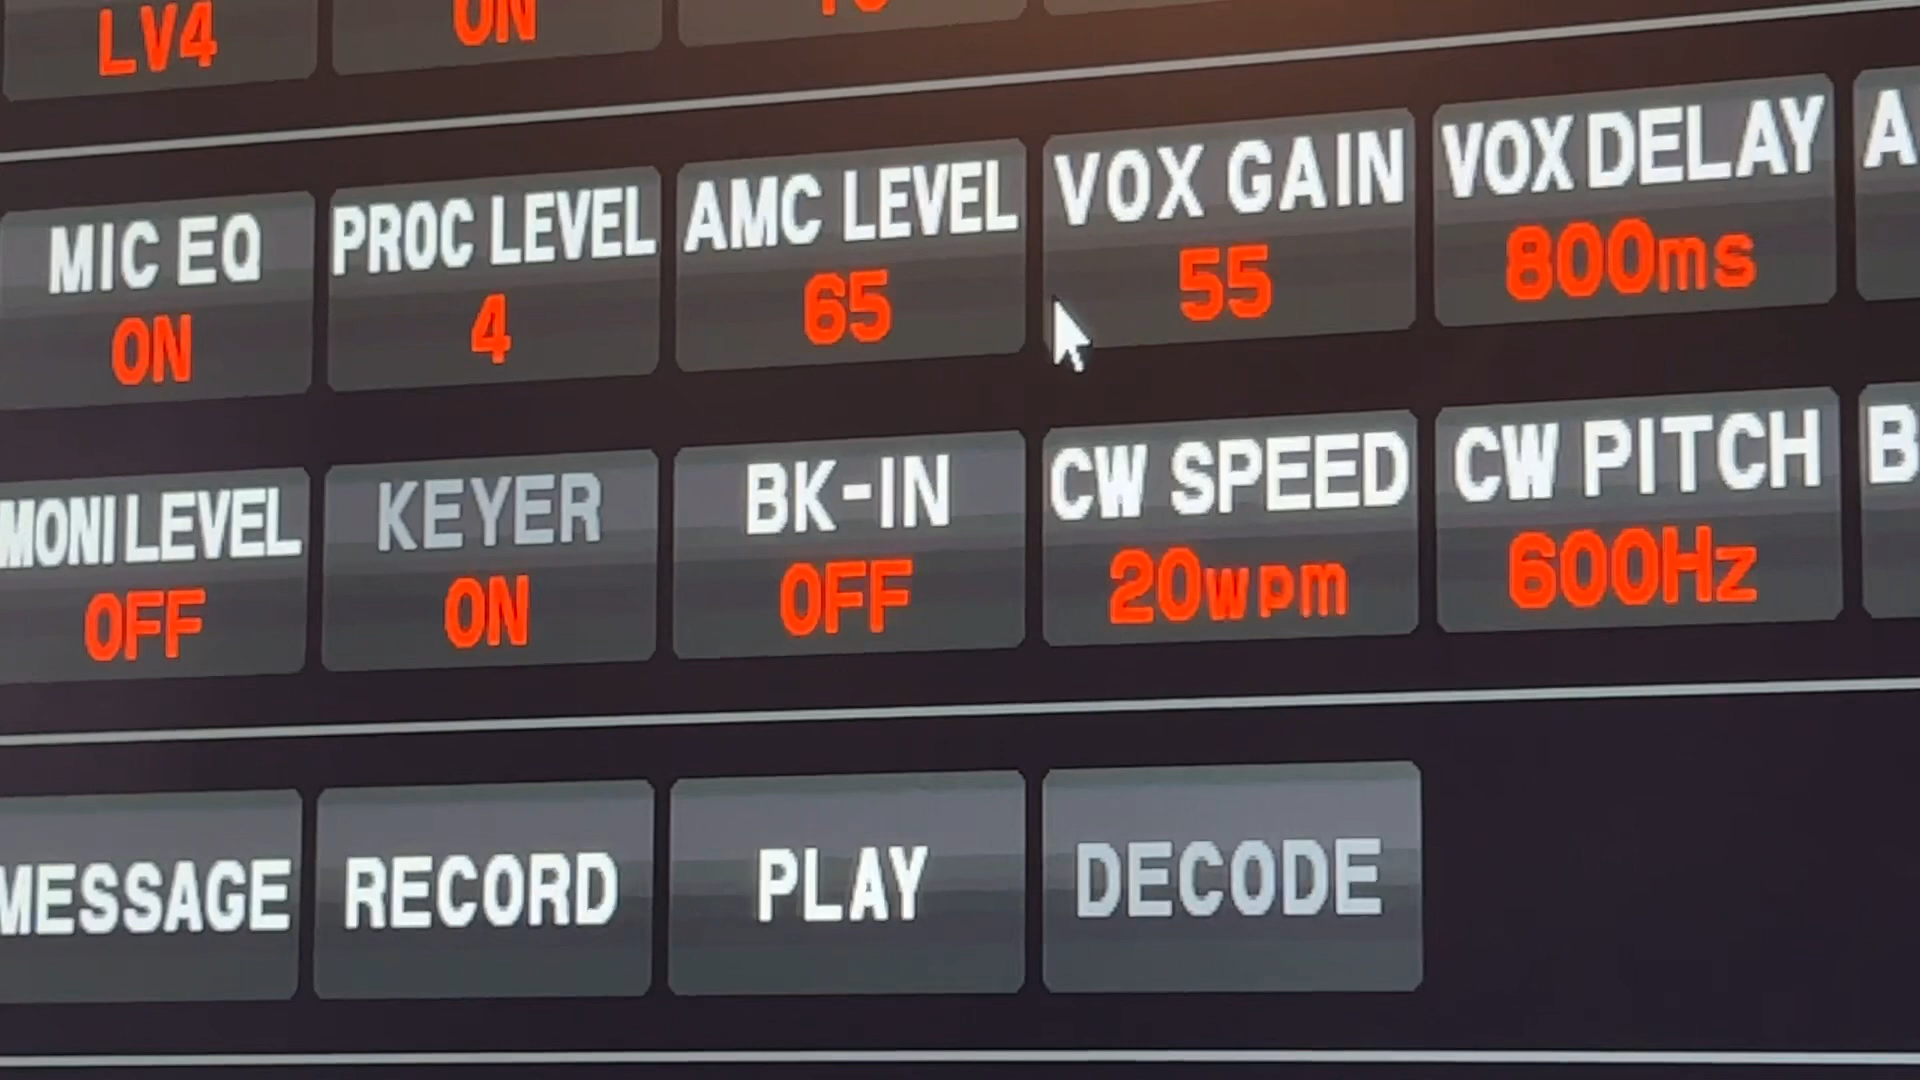 LV4
ON
MIC EQ
ON
PROC LEVEL
4
AMC LEVEL
65
VOX GAIN
55
VOX DELAY
800ms
A
MONI LEVEL
OFF
KEYER
ON
BK-IN
OFF
CW SPEED
20wpm
CW PITCH
600Hz
B
MESSAGE
RECORD
PLAY
DECODE